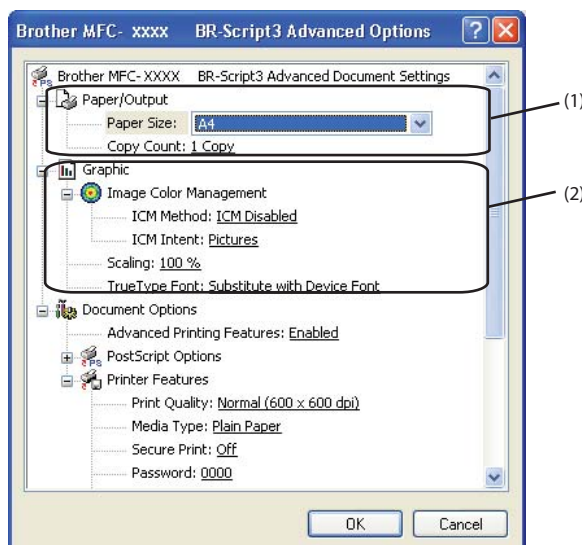 Brother MFC- xxxx BR-Script3 Advanced Options
Brother MFC-XXXX BR-Script3 Advanced Document Settings
Paper/Output
Paper Size: A4
Copy Count: 1 Copy
(1)
Graphic
Image Color Management
(2)
ICM Method: ICM Disabled
ICM Intent: Pictures
Scaling: 100 %
TrueType Font: Substitute with Device Font
Document Options
Advanced Printing Features: Enabled
PostScript Options
Printer Features
Print Quality: Normal (600 x 600 dpi)
Media Type: Plain Paper
Secure Print: Off
Password: 0000
OK Cancel